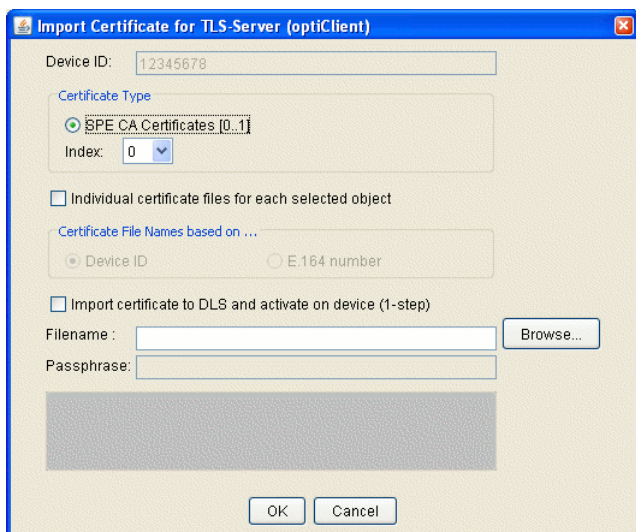 Import Certificate for TLS-Server (optiClient)
Device ID: 12345678
Certificate Type
SPE CA Certificates [0..1]
Index: 0
Individual certificate files for each selected object
Certificate File Names based on ...
Device ID E.164 number
Import certificate to DLS and activate on device (1-step)
Filename : Browse...
Passphrase:
OK Cancel